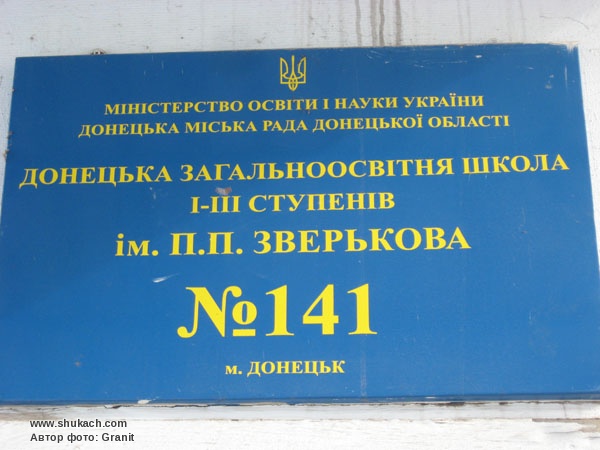 МІНІСТЕРСТВО ОСВІТИ І НАУКИ УКРАЇНИ
ДОНЕЦЬКА МІСЬКА РАДА ДОНЕЦЬКОЇ ОБЛАСТІ
ДОНЕЦЬКА ЗАГАЛЬНООСВІТНЯ ШКОЛА
І-ІІІ СТУПЕНІВ
ім. П.П. ЗВЕРЬКОВА
№141
м. ДОНЕЦЬК
www.shukach.com
Автор фото: Granit